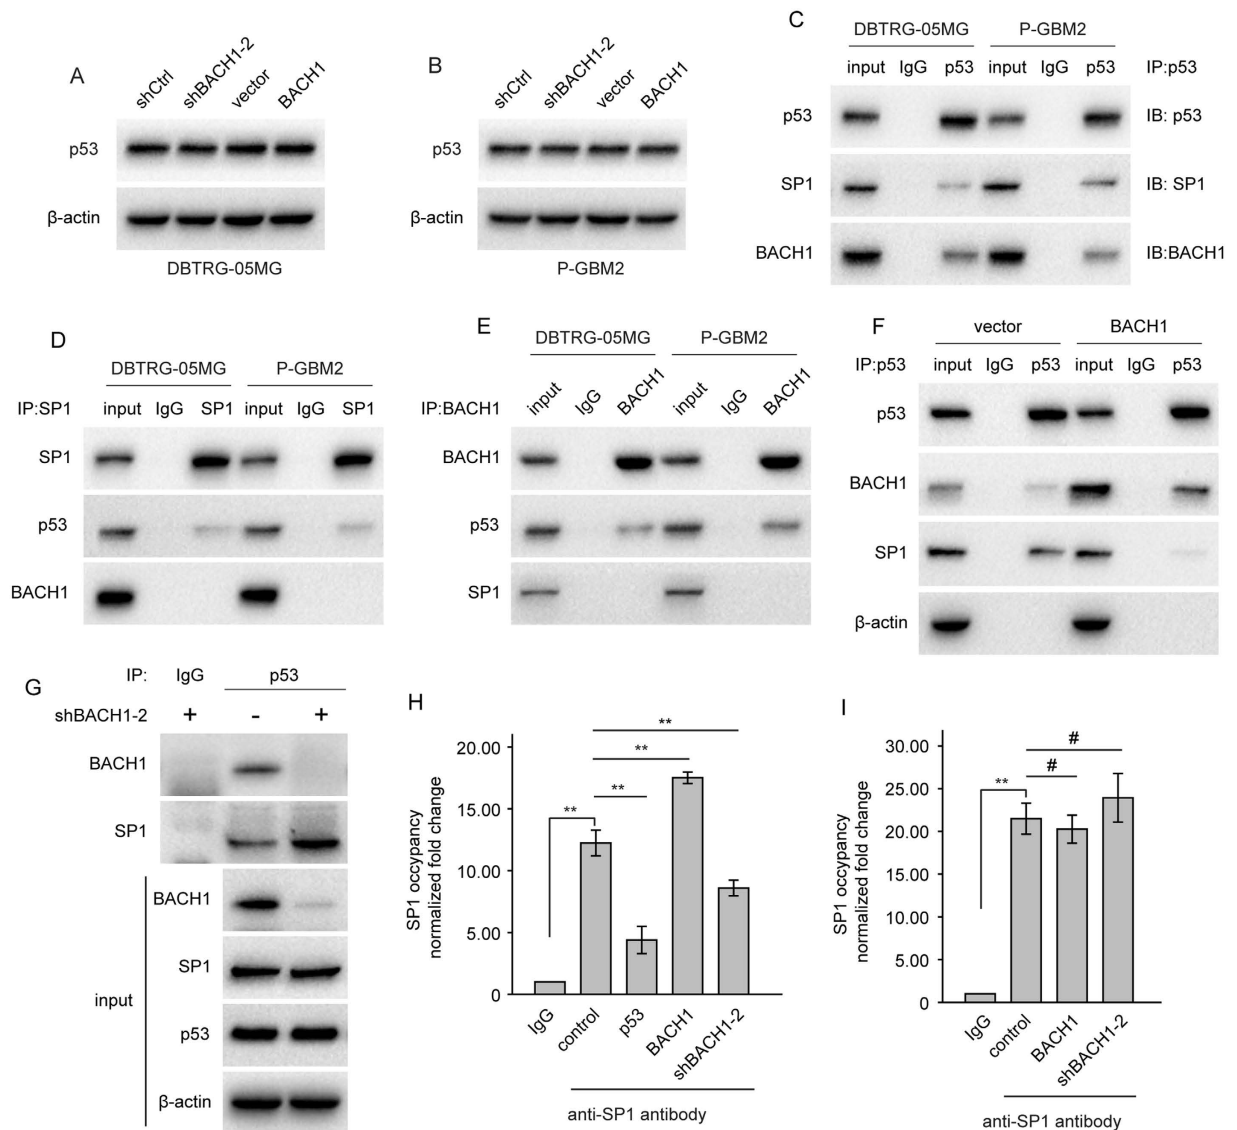 A
shCtrl shBACH1-2 vector BACH1
p53
β-actin
DBTRG-05MG
B
shCtrl shBACH1-2 vector BACH1
p53
β-actin
P-GBM2
C
DBTRG-05MG P-GBM2
input IgG p53 input IgG p53 IP:p53
p53 IB: p53
SP1 IB: SP1
BACH1 IB:BACH1
D
DBTRG-05MG P-GBM2
IP:SP1 input IgG SP1 input IgG SP1
SP1
p53
BACH1
E
DBTRG-05MG P-GBM2
IP:BACH1 input IgG BACH1 input IgG BACH1
BACH1
p53
SP1
F
vector BACH1
IP:p53 input IgG p53 input IgG p53
p53
BACH1
SP1
β-actin
G
IP: IgG p53
shBACH1-2 + - +
BACH1
SP1
input
BACH1
SP1
p53
β-actin
H
SP1 occypancy
normalized fold change
20.00
15.00
10.00
5.00
0
**
**
**
**
IgG control p53 BACH1 shBACH1-2
anti-SP1 antibody
I
SP1 occypancy
normalized fold change
30.00
25.00
20.00
15.00
10.00
5.00
0
#
** #
IgG control BACH1 shBACH1-2
anti-SP1 antibody